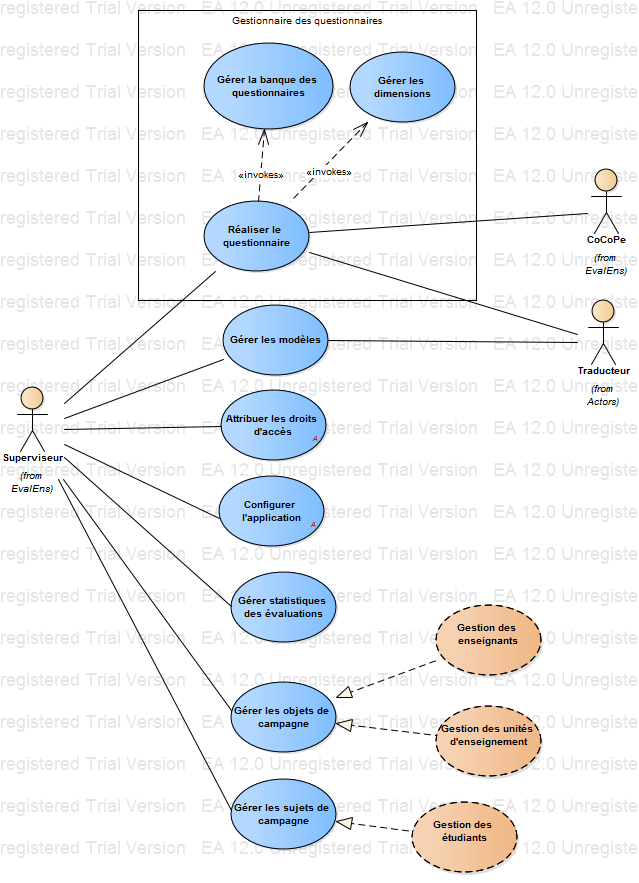 registered Trial Version EA 12.0 Unregistered Trial Version EA 12.0 Unregiste
Gestionnaire des questionnaires
Gérer la banque des
questionnaires
Gérer les
dimensions
«invokes»
«invokes»
Réaliser le
questionnaire
CoCoPe
(from
EvalEns)
Gérer les modèles
Traducteur
(from
Actors)
Attribuer les droits
d'accès
A
Superviseur
(from
EvalEns)
Configurer
l'application
A
Gérer statistiques
des évaluations
Gestion des
enseignants
Gérer les objets de
campagne
Gestion des unités
d'enseignement
Gérer les sujets de
campagne
Gestion des
étudiants